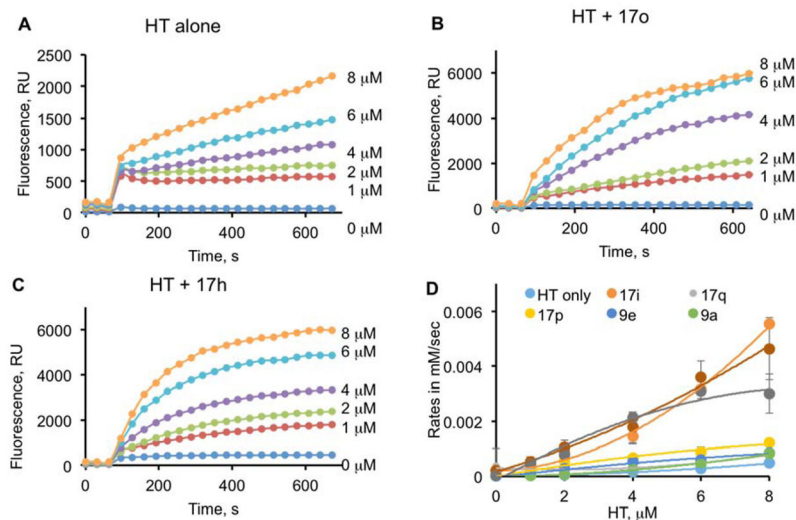 A
HT alone
Fluorescence, RU
2500
2000
1500
1000
500
0
8 µM
6 µM
4 µM
2 µM
1 µM
0 µM
0 200 400 600
Time, s
B
HT + 17o
Fluorescence, RU
6000
4000
2000
0
8 µM
6 µM
4 µM
2 µM
1 µM
0 µM
0 200 400 600
Time, s
C
HT + 17h
Fluorescence, RU
6000
4000
2000
0
8 µM
6 µM
4 µM
2 µM
1 µM
0 µM
0 200 400 600
Time, s
D
HT only 17i 17q
17p 9e 9a
Rates in mM/sec
0.006
0.004
0.002
0
0 2 4 6 8
HT, µM